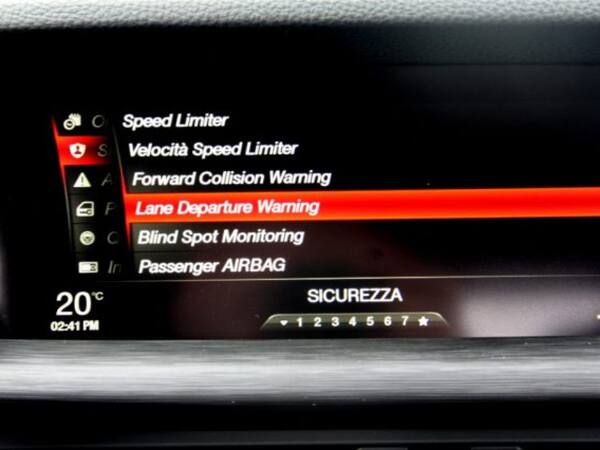 O Speed Limiter
S Velocità Speed Limiter
A Forward Collision Warning
P Lane Departure Warning
C Blind Spot Monitoring
In Passenger AIRBAG
20°C
SICUREZZA
02:41 PM
1 2 3 4 5 6 7